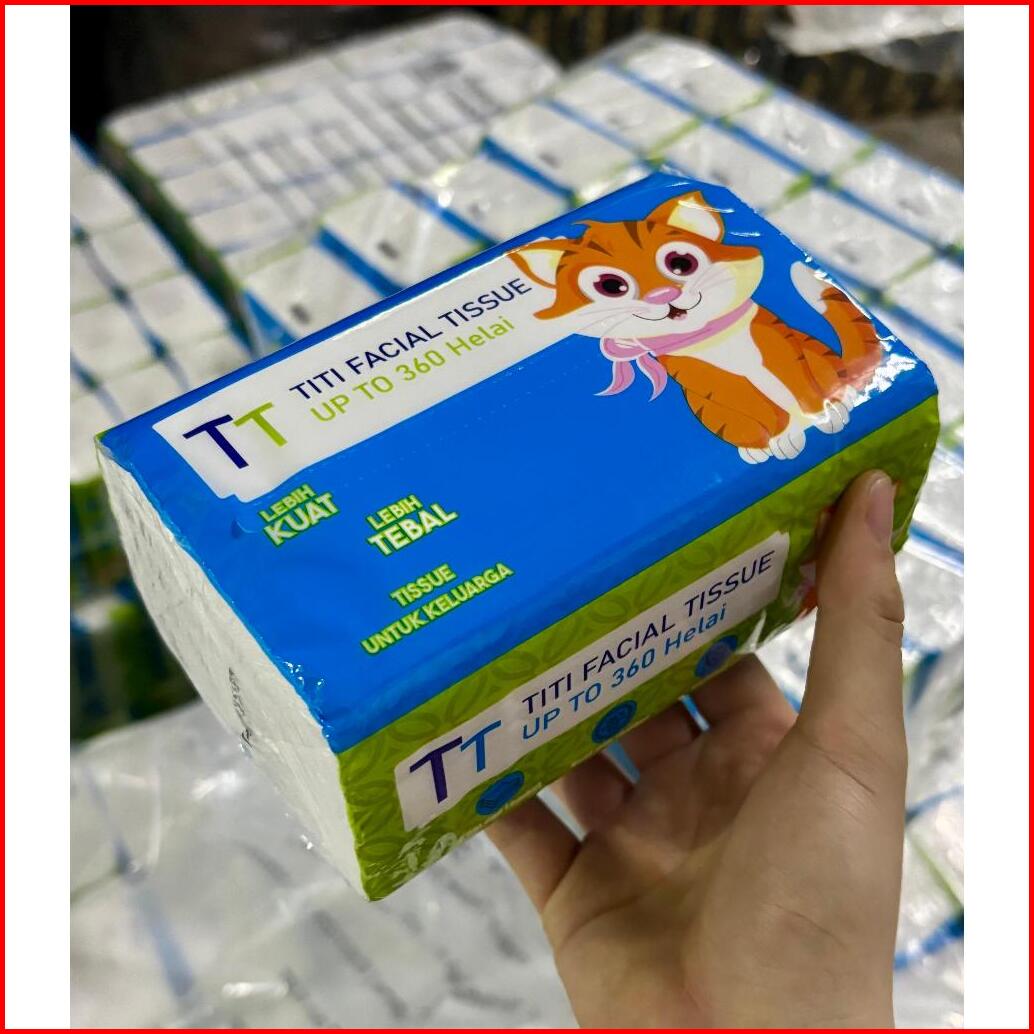 TT
TITI FACIAL TISSUE
UP TO 360 Helai
LEBIH
KUAT
LEBIH
TEBAL
TISSUE
UNTUK KELUARGA
TT
TITI FACIAL TISSUE
UP TO 360 Helai